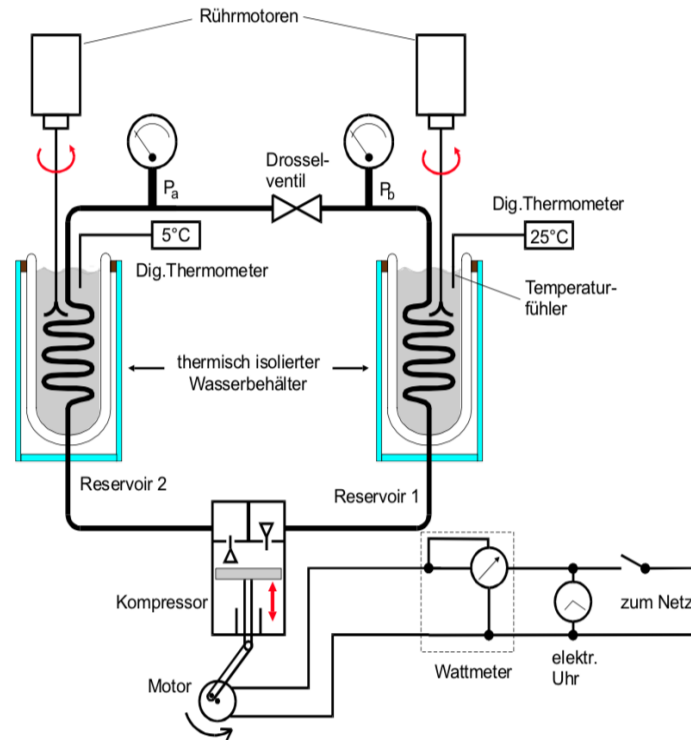 Rührmotoren
Drossel-
ventil
Pa
Pb
Dig.Thermometer
5°C
25°C
Dig.Thermometer
Temperatur-
fühler
thermisch isolierter
Wasserbehälter
Reservoir 2
Reservoir 1
Kompressor
zum Netz
Wattmeter
elektr.
Uhr
Motor